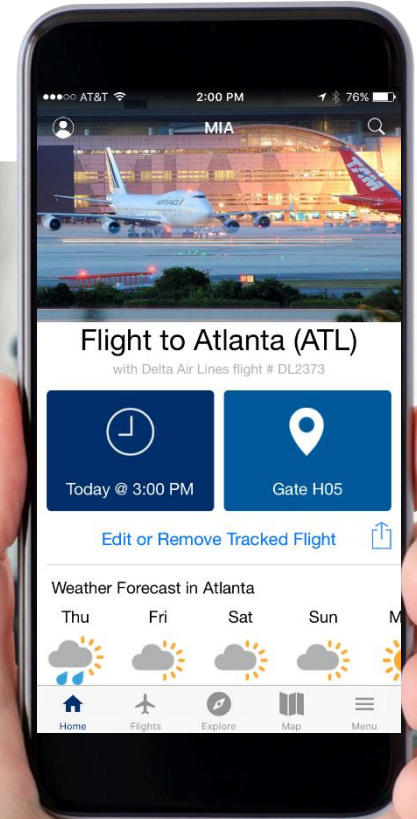 AT&T 2:00 PM 76%
MIA
AIRFRANCE
TAM
Flight to Atlanta (ATL)
with Delta Air Lines flight # DL2373
Today @ 3:00 PM
Gate H05
Edit or Remove Tracked Flight
Weather Forecast in Atlanta
Thu Fri Sat Sun M
Home Flights Explore Map Menu